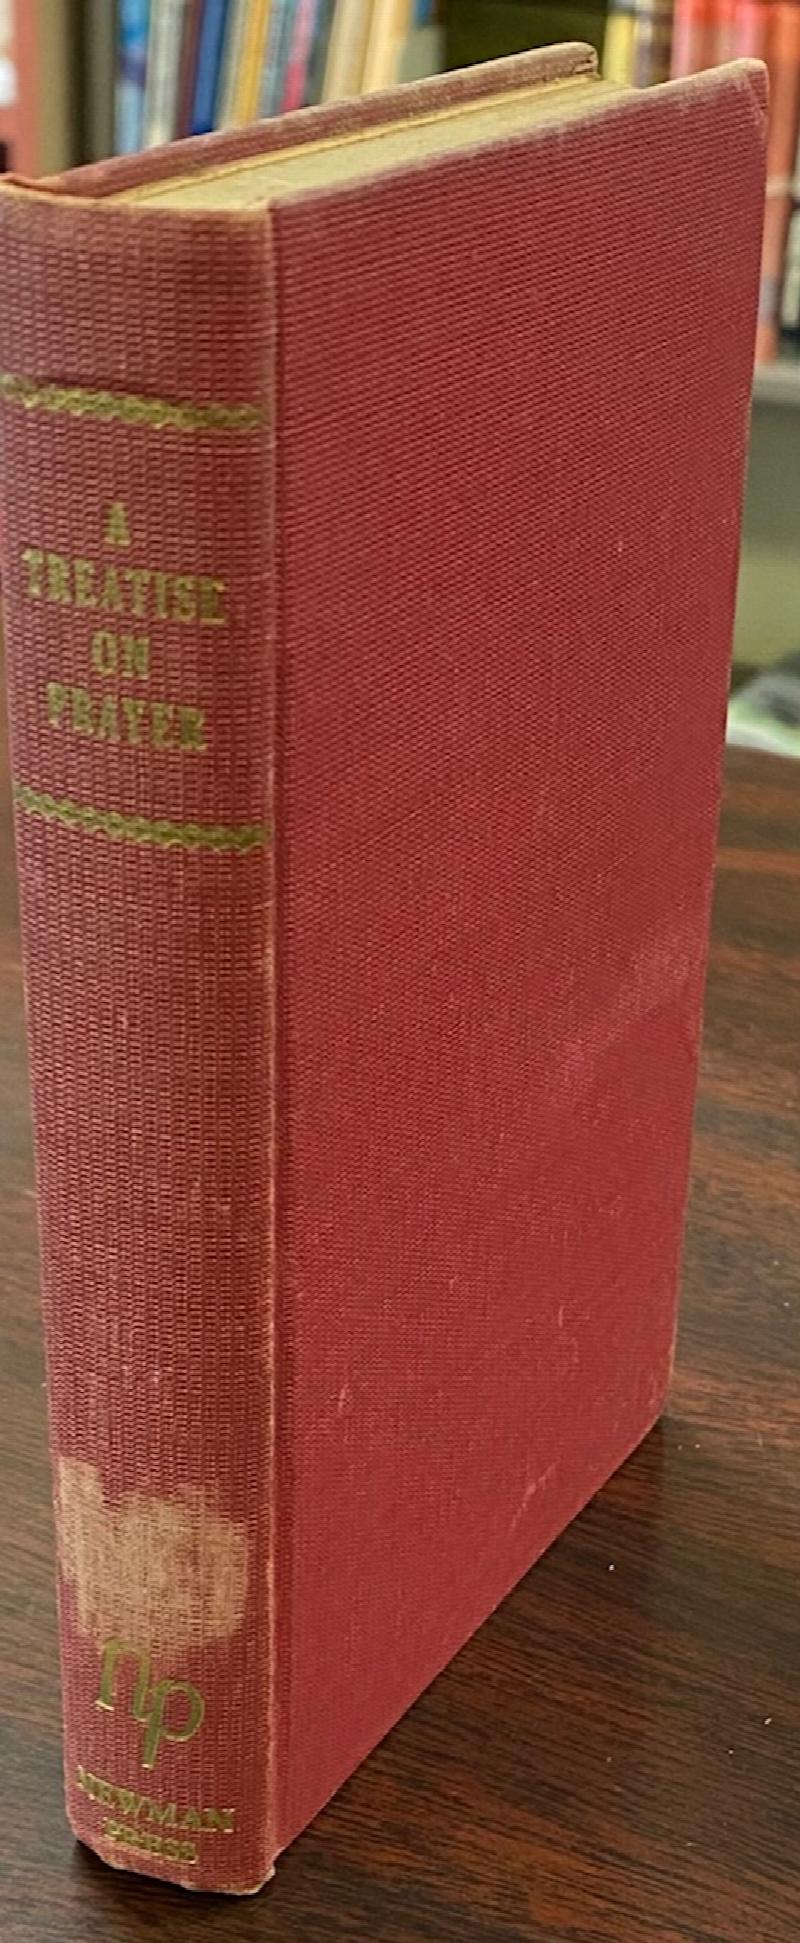 A
TREATISE
ON
PRAYER
np
NEWMAN
PRESS